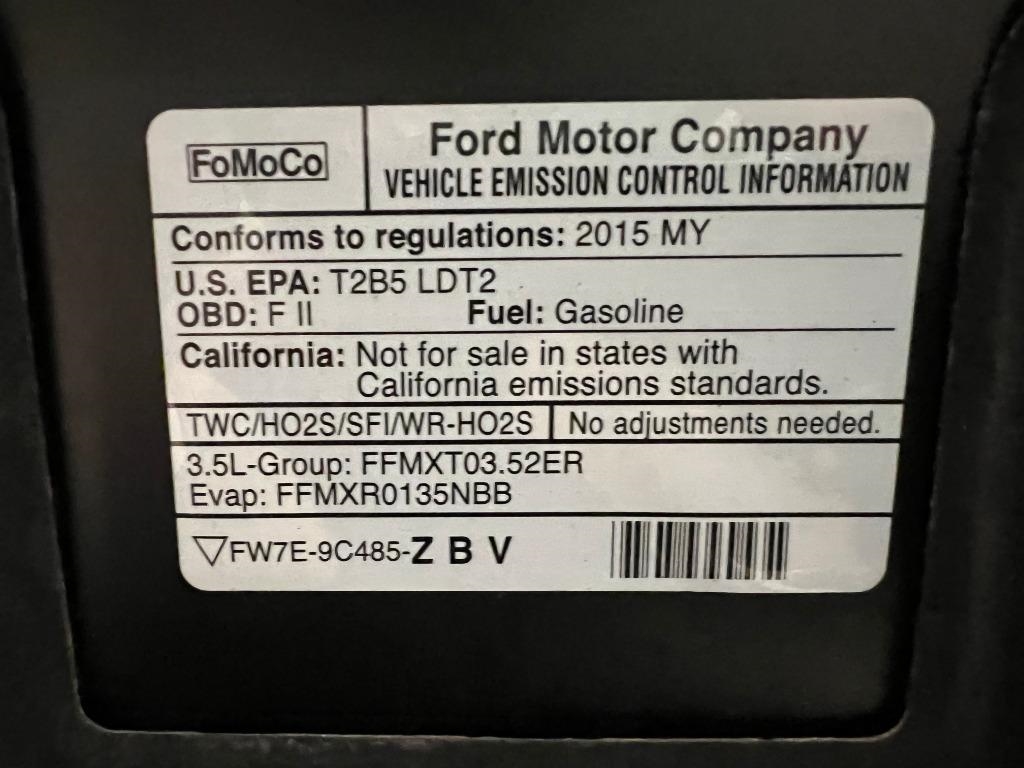 FoMoCo
Ford Motor Company
VEHICLE EMISSION CONTROL INFORMATION
Conforms to regulations: 2015 MY
U.S. EPA: T2B5 LDT2
OBD: F II Fuel: Gasoline
California: Not for sale in states with
California emissions standards.
TWC/HO2S/SFI/WR-HO2S No adjustments needed.
3.5L-Group: FFMXT03.52ER
Evap: FFMXR0135NBB
▽FW7E-9C485-Z B V